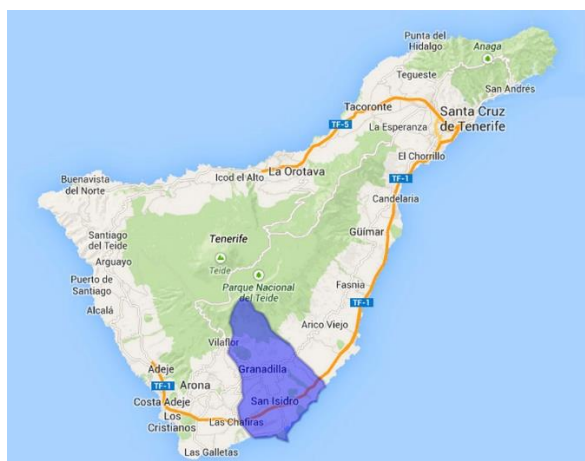 Punta del
Hidalgo
Anaga
Tegueste
San Andrés
Tacoronte
Santa Cruz
de Tenerife
TF-5
La Esperanza
El Chorrillo
Icod el Alto
La Orotava
TF-1
Buenavista
del Norte
Candelaria
Santiago
del Teide
Tenerife
Güímar
Arguayo
Teide
Puerto de
Santiago
Parque Nacional
del Teide
Fasnia
TF-1
Alcalá
Arico Viejo
Vilaflor
Adeje
Granadilla
TF-1
Arona
Costa Adeje
San Isidro
Los
Cristianos
Las Chafiras
Las Galletas